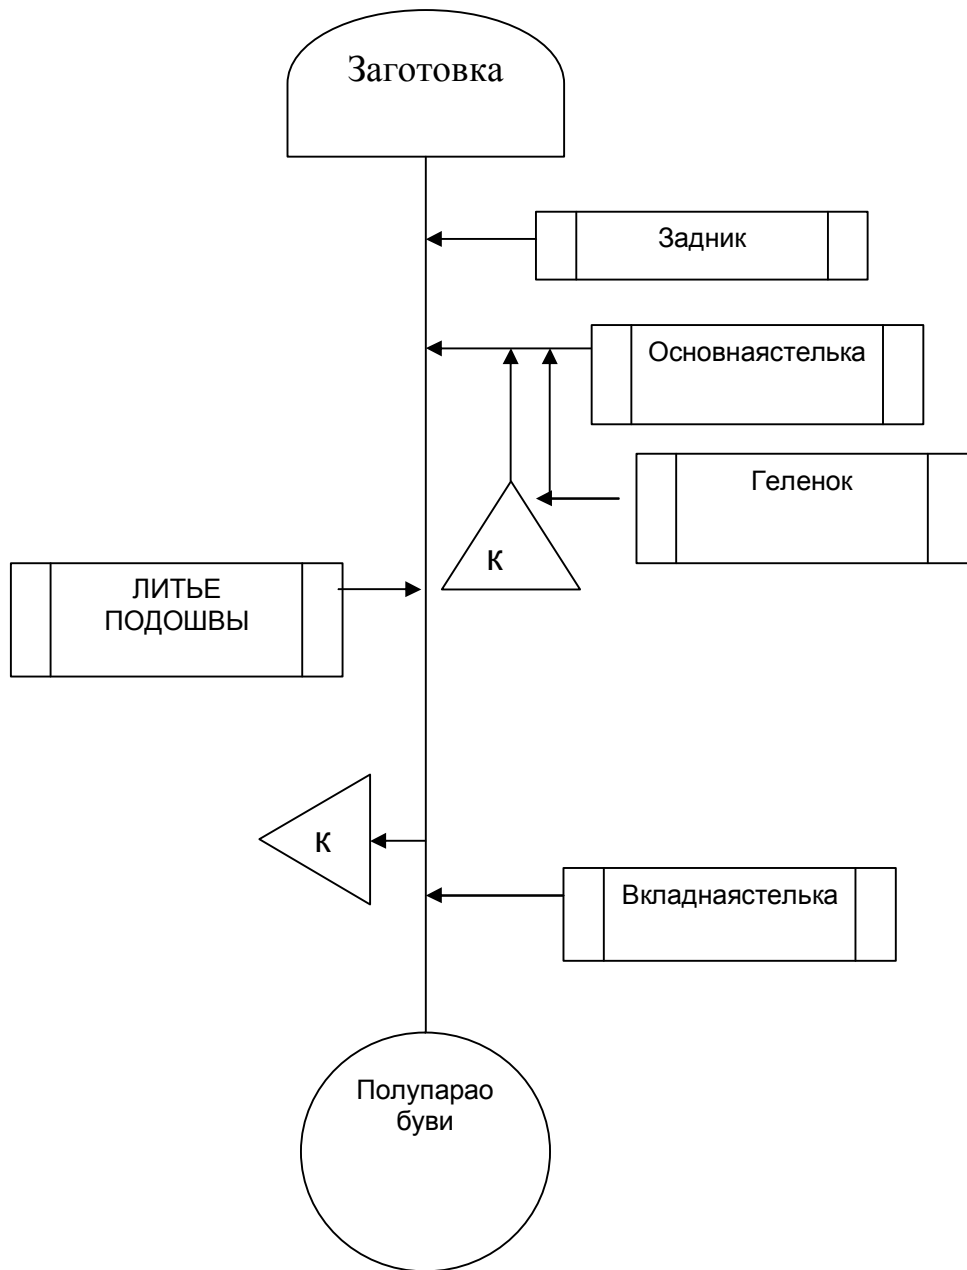 Заготовка
Задник
Основнаястелька
Геленок
К
ЛИТЬЕ
ПОДОШВЫ
К
Вкладнаястелька
Полупарао
буви